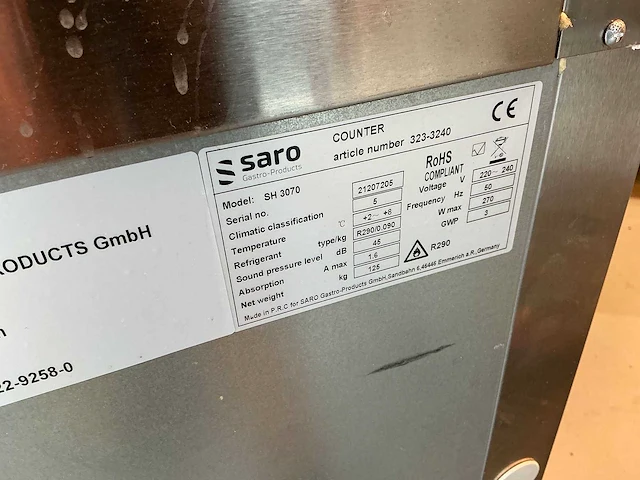 saro
Gastro-Products
COUNTER
article number 323-3240
CE
Model: SH 3070
Serial no. 21207205
Climatic classification 5
Temperature °C +2 ~ +8
Refrigerant type/kg R290/0.090
Sound pressure level dB 45
Absorption A max 1.6
Net weight kg 125
RoHS
COMPLIANT
Voltage V 220~ 240
Frequency Hz 50
W max 270
GWP 3
R290
Made in P.R.C for SARO Gastro-Products GmbH,Sandbahn 6,46446 Emmerich a.R.,Germany
RODUCTS GmbH
22-9258-0